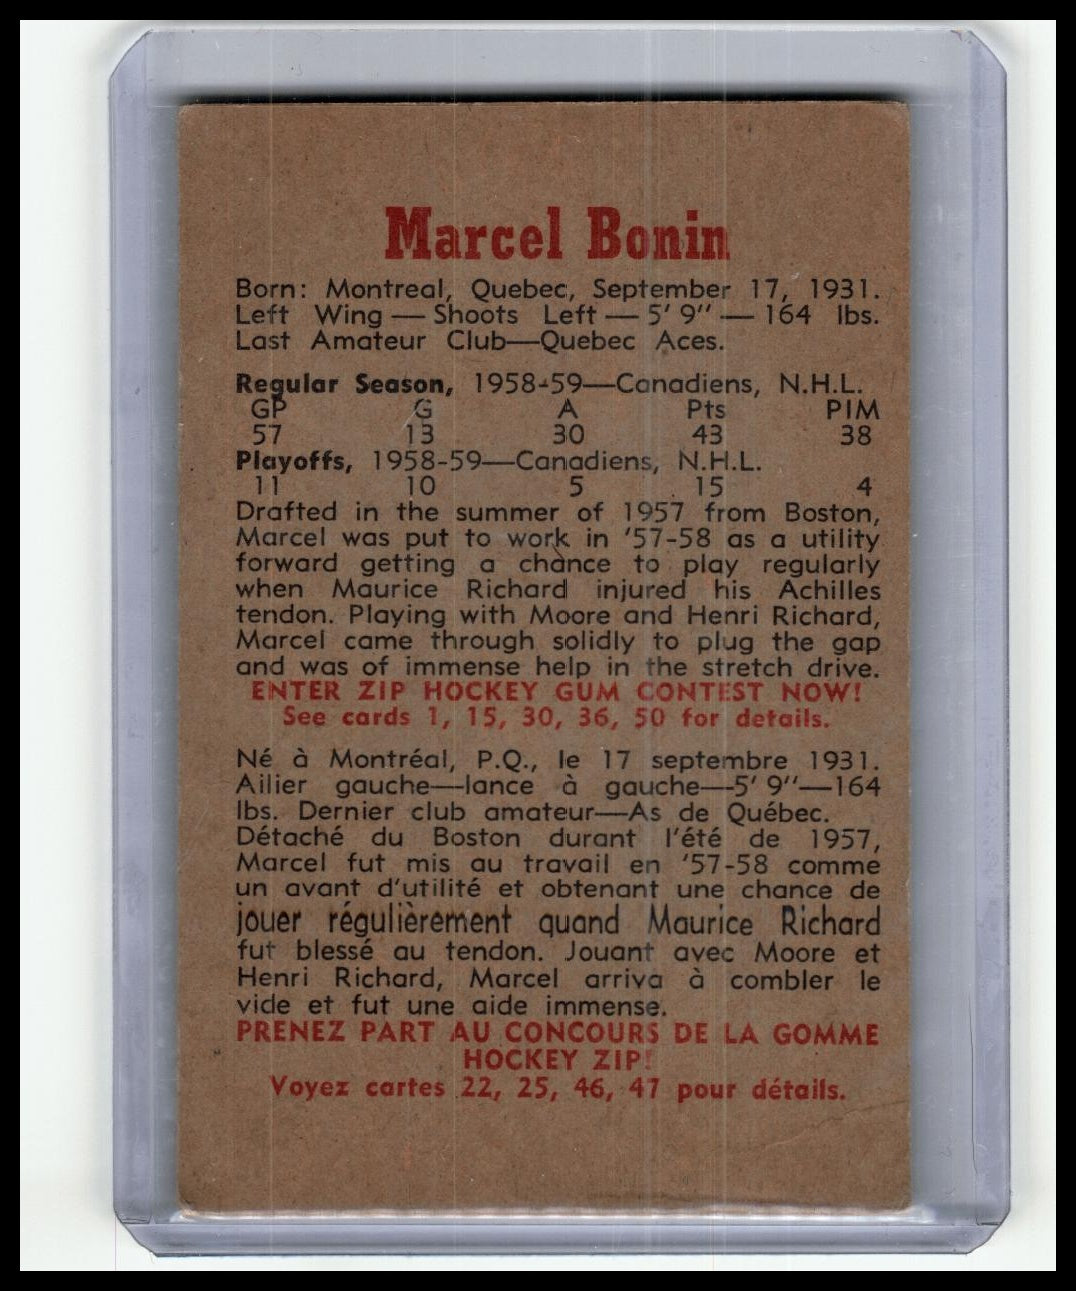 Marcel Bonin
Born: Montreal, Quebec, September 17, 1931.
Left Wing — Shoots Left — 5' 9" — 164 lbs.
Last Amateur Club—Quebec Aces.
Regular Season, 1958-59—Canadiens, N.H.L.
GP G A Pts PIM
57 13 30 43 38
Playoffs, 1958-59—Canadiens, N.H.L.
11 10 5 15 4
Drafted in the summer of 1957 from Boston,
Marcel was put to work in '57-58 as a utility
forward getting a chance to play regularly
when Maurice Richard injured his Achilles
tendon. Playing with Moore and Henri Richard,
Marcel came through solidly to plug the gap
and was of immense help in the stretch drive.
ENTER ZIP HOCKEY GUM CONTEST NOW!
See cards 1, 15, 30, 36, 50 for details.
Né à Montréal, P.Q., le 17 septembre 1931.
Ailier gauche—lance à gauche—5' 9"—164
lbs. Dernier club amateur—As de Québec.
Détaché du Boston durant l'été de 1957,
Marcel fut mis au travail en '57-58 comme
un avant d'utilité et obtenant une chance de
jouer régulièrement quand Maurice Richard
fut blessé au tendon. Jouant avec Moore et
Henri Richard, Marcel arriva à combler le
vide et fut une aide immense.
PRENEZ PART AU CONCOURS DE LA GOMME
HOCKEY ZIP!
Voyez cartes 22, 25, 46, 47 pour détails.